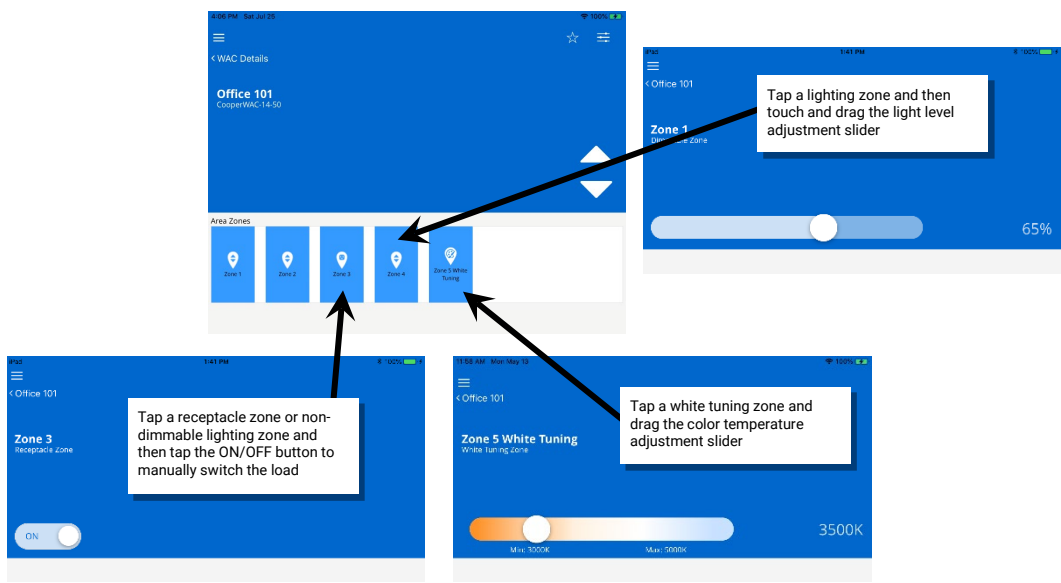 4:06 PM Sat Jul 25
100%
< WAC Details
Office 101
CooperWAC-14-50
Area Zones
Zone 1
Zone 2
Zone 3
Zone 4
Zone 5 White
Tuning
iPad
1:41 PM
100%
< Office 101
Zone 1
Tap a lighting zone and then
touch and drag the light level
adjustment slider
65%
iPad
1:41 PM
100%
< Office 101
Zone 3
Receptacle Zone
Tap a receptacle zone or non-
dimmable lighting zone and
then tap the ON/OFF button to
manually switch the load
ON
11:58 AM Mon May 13
100%
< Office 101
Zone 5 White Tuning
White Tuning Zone
Tap a white tuning zone and
drag the color temperature
adjustment slider
3500K
Min: 3000K
Max: 5000K